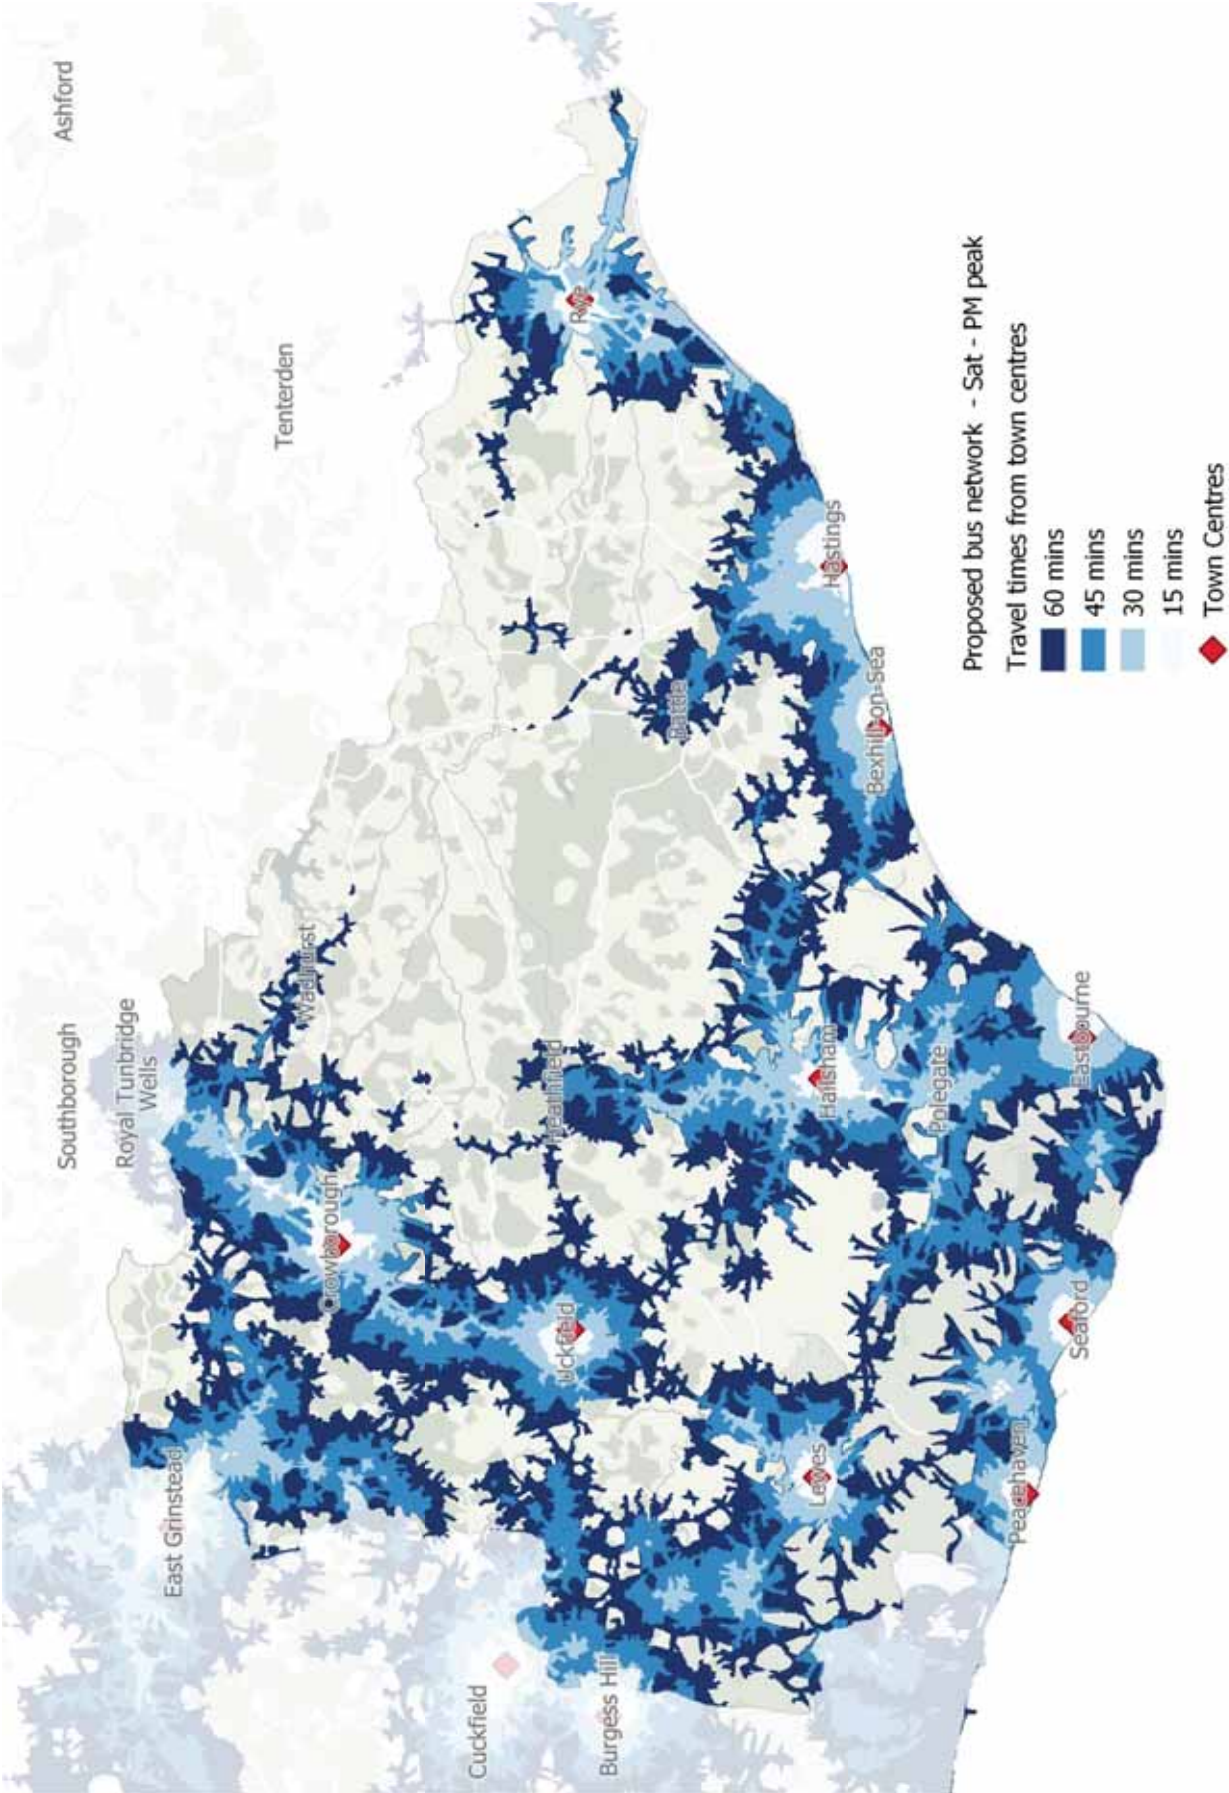 Ashford
Tenterden
Southborough
Royal Tunbridge
Wells
Rye
Wadhurst
Hastings
Battle
Bexhill-on-Sea
Crowborough
Heathfield
Hailsham
Polegate
Eastbourne
East Grinstead
Uckfield
Lewes
Seaford
Peacehaven
Cuckfield
Burgess Hill
Proposed bus network - Sat - PM peak
Travel times from town centres
60 mins
45 mins
30 mins
15 mins
Town Centres